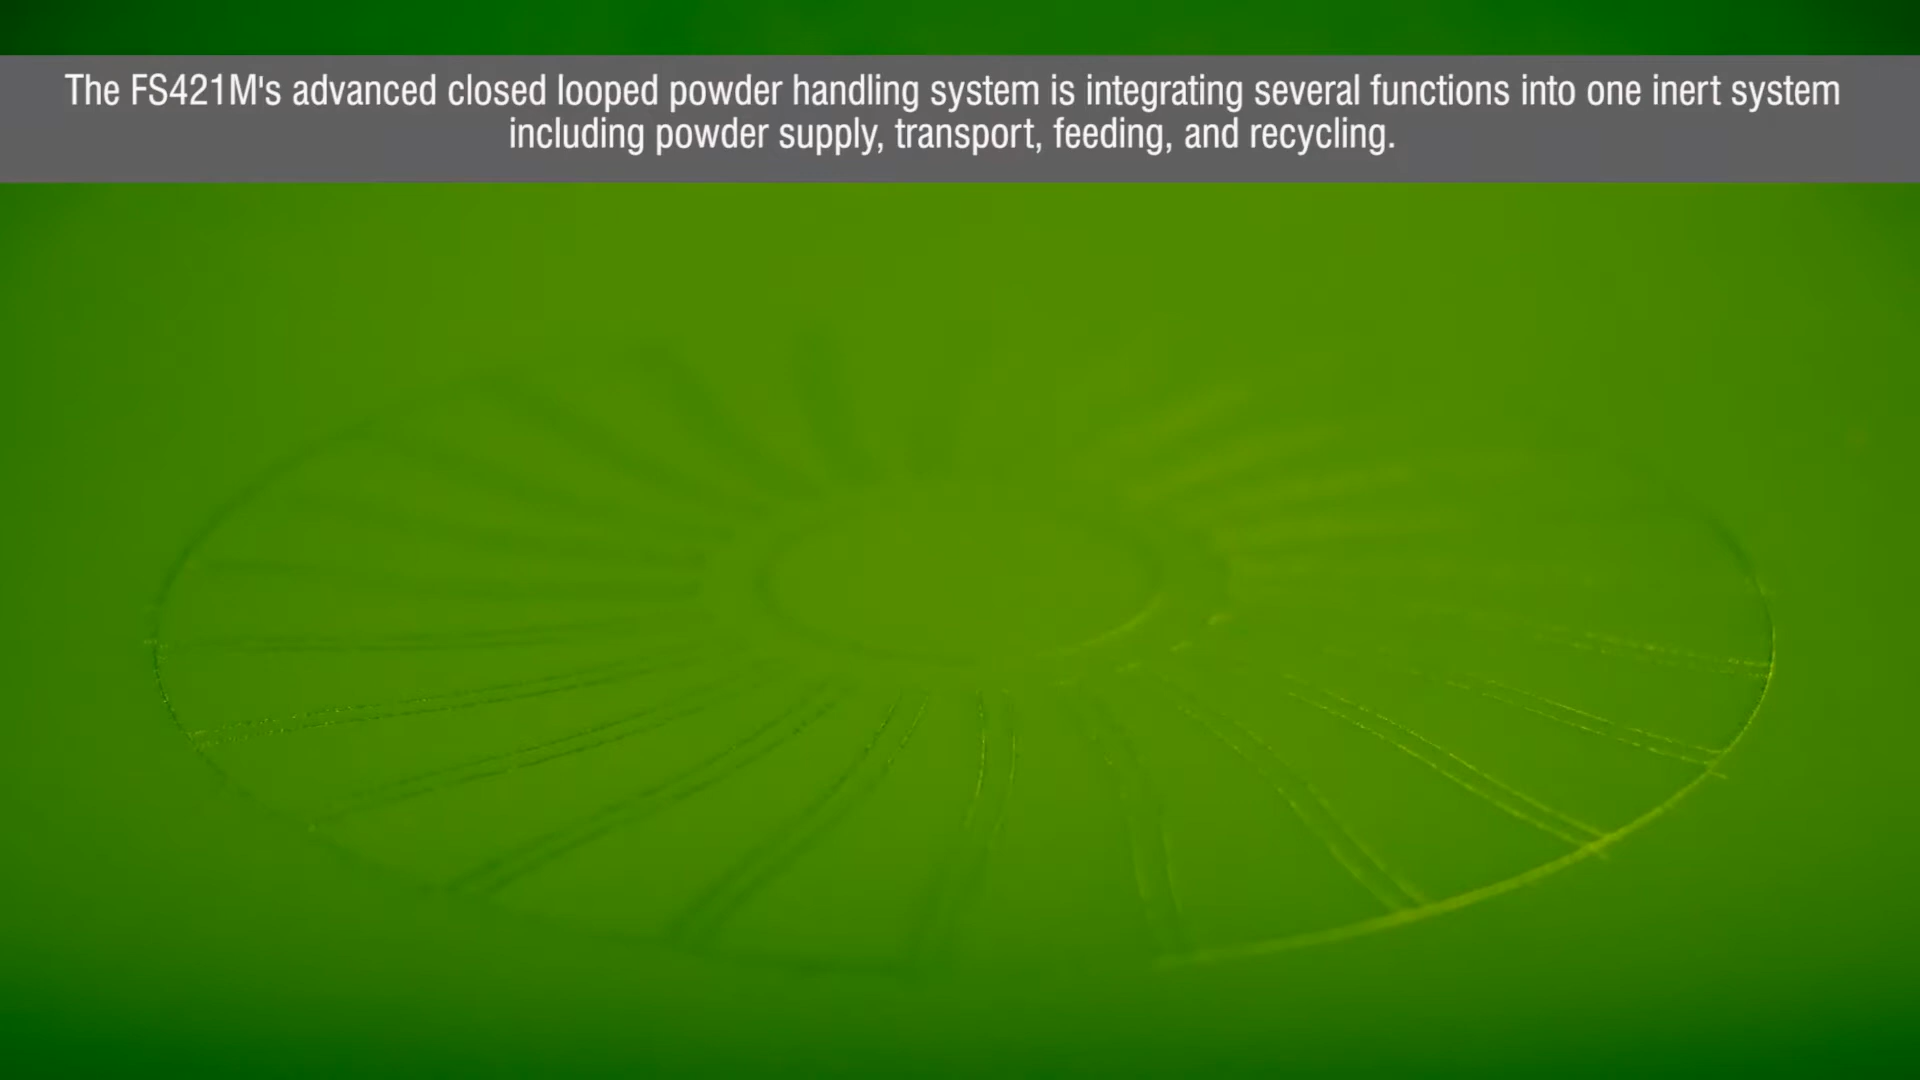 The FS421M's advanced closed looped powder handling system is integrating several functions into one inert system
including powder supply, transport, feeding, and recycling.